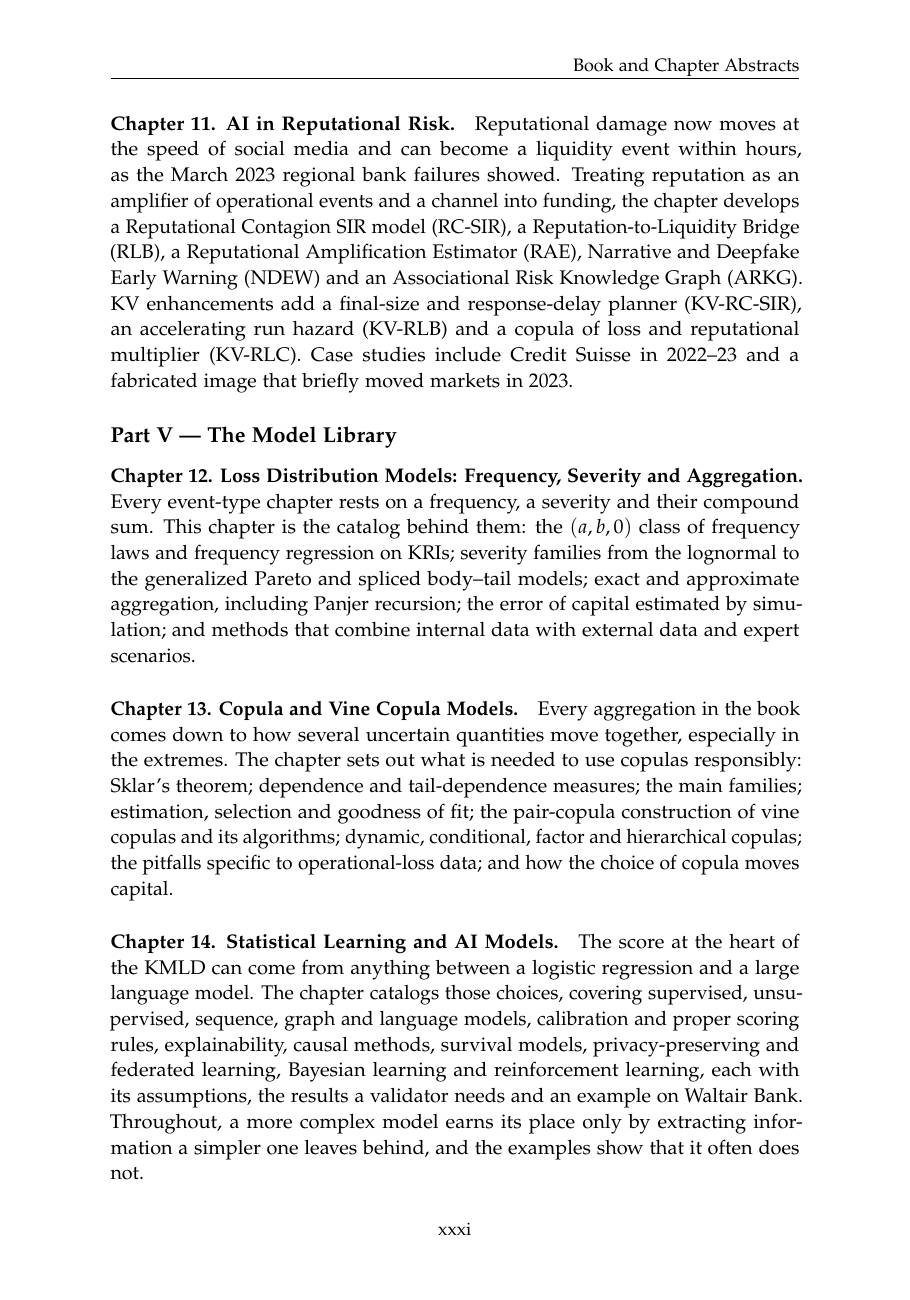 Book and Chapter Abstracts
Chapter 11. AI in Reputational Risk. Reputational damage now moves at
the speed of social media and can become a liquidity event within hours,
as the March 2023 regional bank failures showed. Treating reputation as an
amplifier of operational events and a channel into funding, the chapter develops
a Reputational Contagion SIR model (RC-SIR), a Reputation-to-Liquidity Bridge
(RLB), a Reputational Amplification Estimator (RAE), Narrative and Deepfake
Early Warning (NDEW) and an Associational Risk Knowledge Graph (ARKG).
KV enhancements add a final-size and response-delay planner (KV-RC-SIR),
an accelerating run hazard (KV-RLB) and a copula of loss and reputational
multiplier (KV-RLC). Case studies include Credit Suisse in 2022–23 and a
fabricated image that briefly moved markets in 2023.
Part V — The Model Library
Chapter 12. Loss Distribution Models: Frequency, Severity and Aggregation.
Every event-type chapter rests on a frequency, a severity and their compound
sum. This chapter is the catalog behind them: the (a, b, 0) class of frequency
laws and frequency regression on KRIs; severity families from the lognormal to
the generalized Pareto and spliced body–tail models; exact and approximate
aggregation, including Panjer recursion; the error of capital estimated by simu-
lation; and methods that combine internal data with external data and expert
scenarios.
Chapter 13. Copula and Vine Copula Models. Every aggregation in the book
comes down to how several uncertain quantities move together, especially in
the extremes. The chapter sets out what is needed to use copulas responsibly:
Sklar's theorem; dependence and tail-dependence measures; the main families;
estimation, selection and goodness of fit; the pair-copula construction of vine
copulas and its algorithms; dynamic, conditional, factor and hierarchical copulas;
the pitfalls specific to operational-loss data; and how the choice of copula moves
capital.
Chapter 14. Statistical Learning and AI Models. The score at the heart of
the KMLD can come from anything between a logistic regression and a large
language model. The chapter catalogs those choices, covering supervised, unsu-
pervised, sequence, graph and language models, calibration and proper scoring
rules, explainability, causal methods, survival models, privacy-preserving and
federated learning, Bayesian learning and reinforcement learning, each with
its assumptions, the results a validator needs and an example on Waltair Bank.
Throughout, a more complex model earns its place only by extracting infor-
mation a simpler one leaves behind, and the examples show that it often does
not.
xxxi